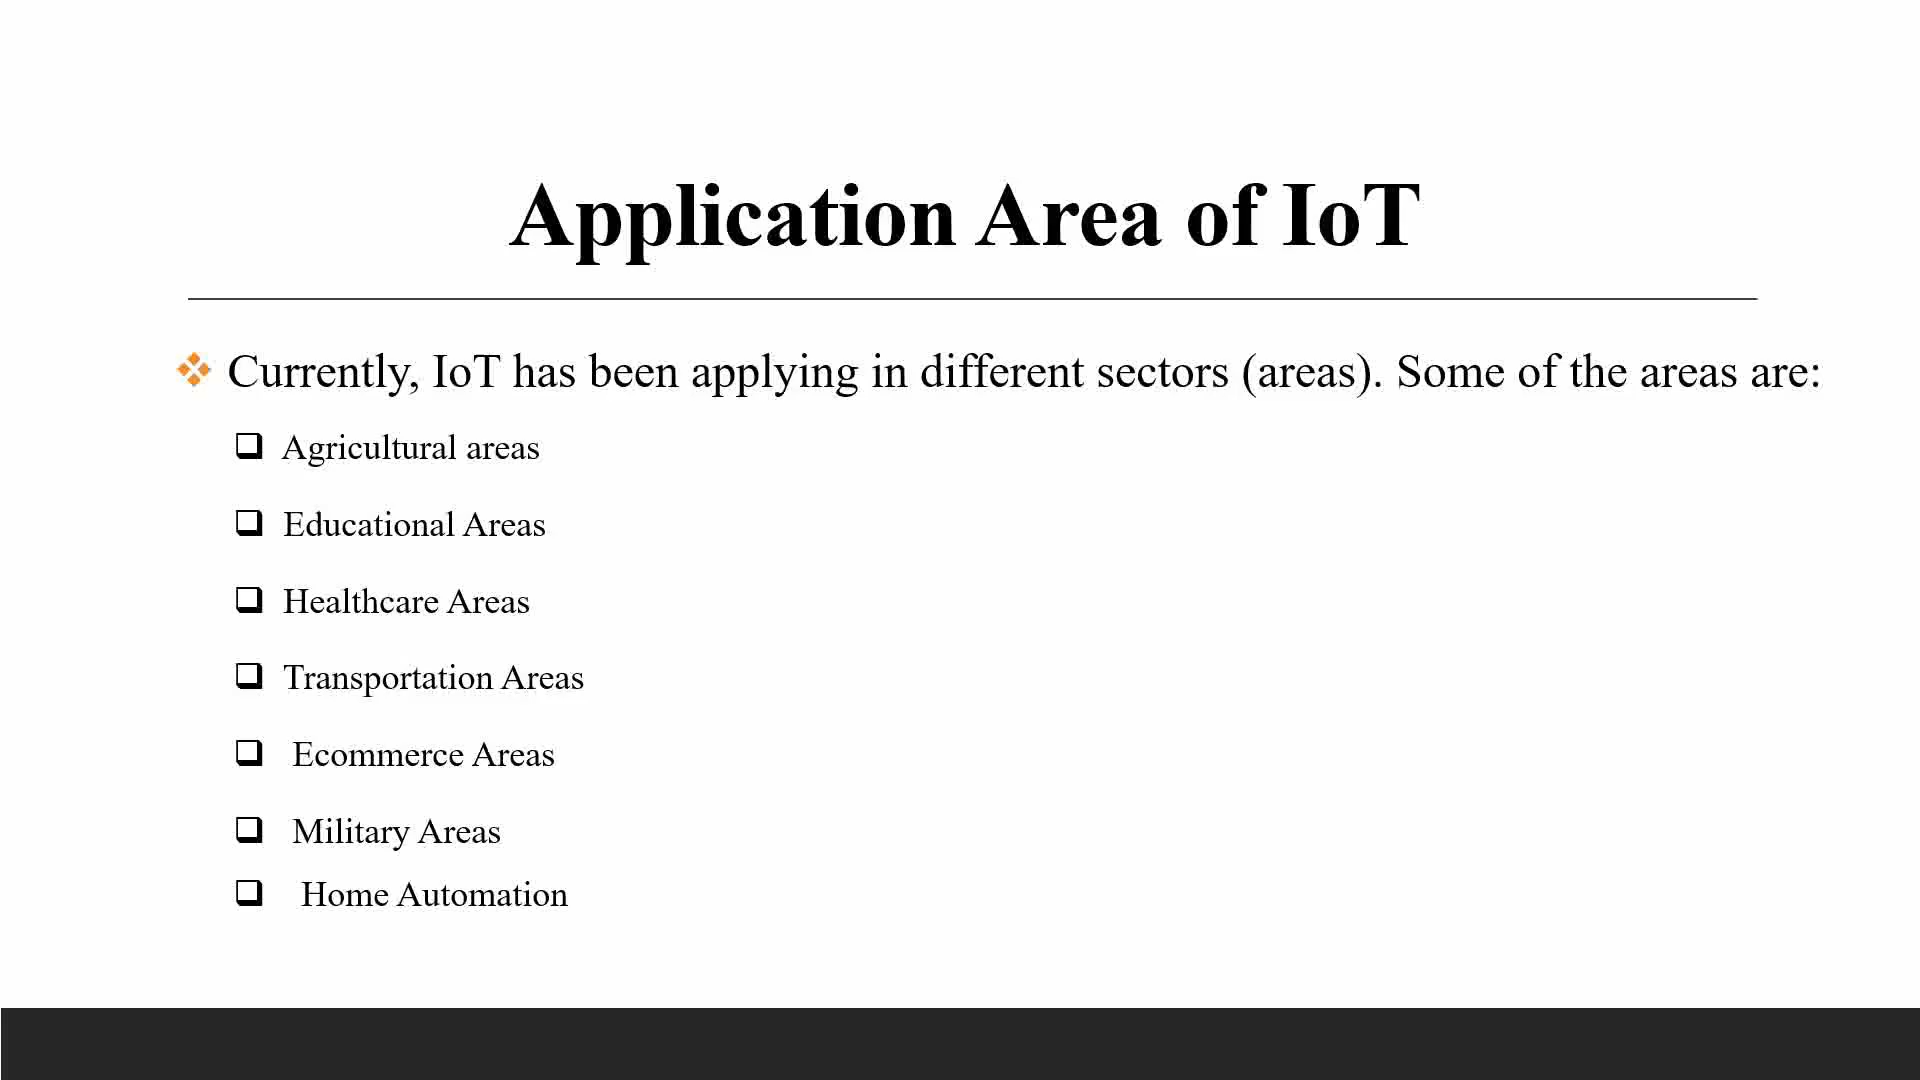 Application Area of IoT
Currently, IoT has been applying in different sectors (areas). Some of the areas are:
Agricultural areas
Educational Areas
Healthcare Areas
Transportation Areas
Ecommerce Areas
Military Areas
Home Automation